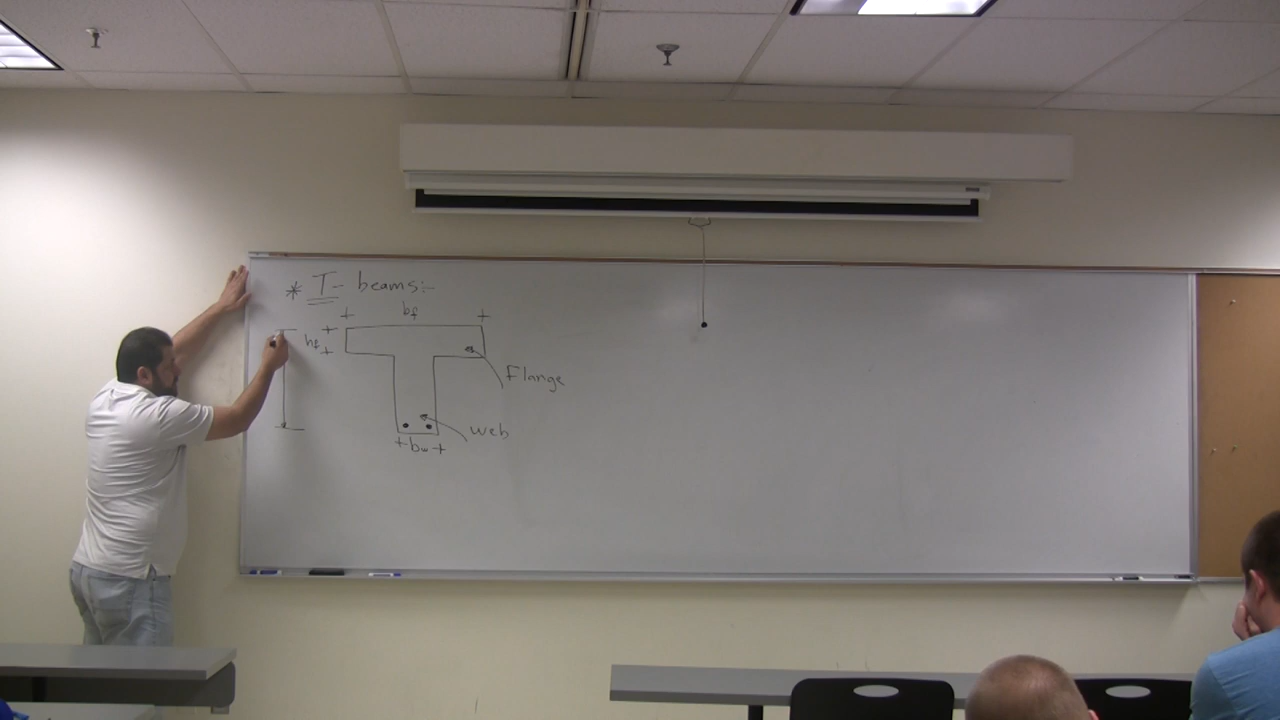 * T- beams:-
bf
hf
Flange
web
bw